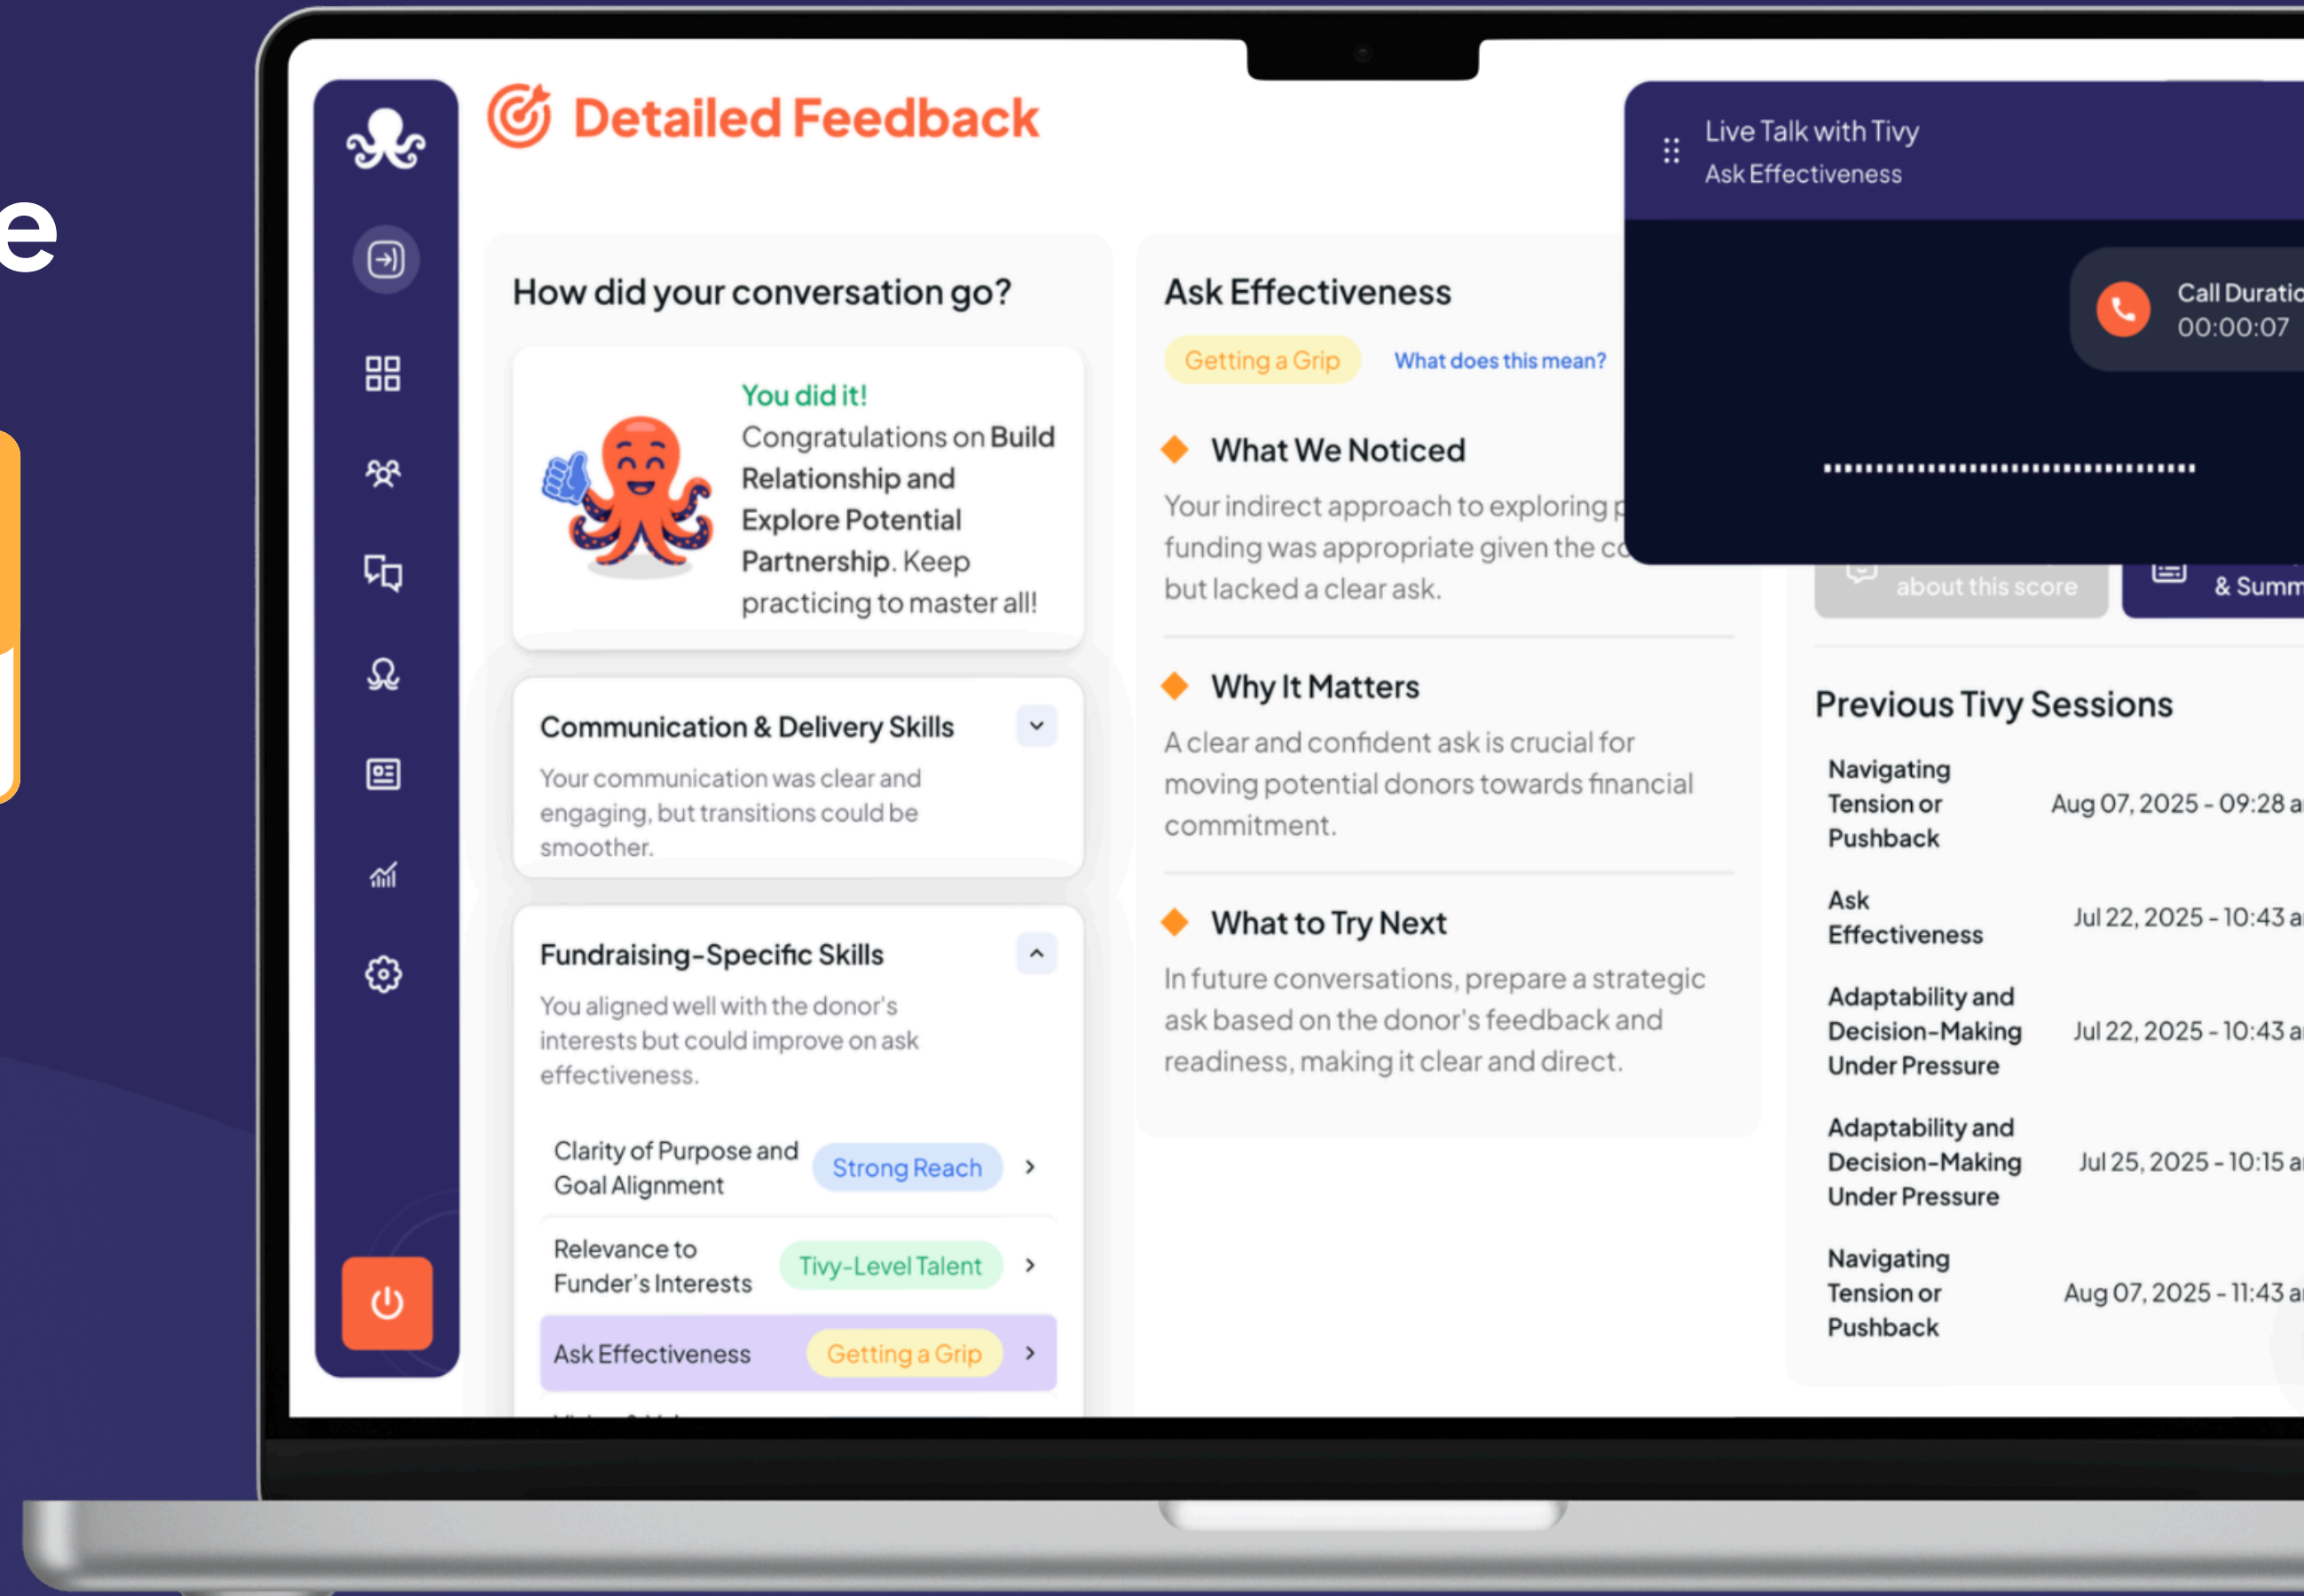 e
Detailed Feedback
How did your conversation go?
You did it!
Congratulations on Build
Relationship and
Explore Potential
Partnership. Keep
practicing to master all!
Communication & Delivery Skills
Your communication was clear and
engaging, but transitions could be
smoother.
Fundraising-Specific Skills
You aligned well with the donor's
interests but could improve on ask
effectiveness.
Clarity of Purpose and
Goal Alignment
Strong Reach
Relevance to
Funder's Interests
Tivy-Level Talent
Ask Effectiveness
Getting a Grip
Ask Effectiveness
Getting a Grip
What does this mean?
What We Noticed
Your indirect approach to exploring
funding was appropriate given the
but lacked a clear ask.
Why It Matters
A clear and confident ask is crucial for
moving potential donors towards financial
commitment.
What to Try Next
In future conversations, prepare a strategic
ask based on the donor's feedback and
readiness, making it clear and direct.
Live Talk with Tivy
Ask Effectiveness
Call Duratio
00:00:07
about this score
& Summ
Previous Tivy Sessions
Navigating
Tension or
Pushback
Aug 07, 2025 - 09:28 a
Ask
Effectiveness
Jul 22, 2025 - 10:43 a
Adaptability and
Decision-Making
Under Pressure
Jul 22, 2025 - 10:43 a
Adaptability and
Decision-Making
Under Pressure
Jul 25, 2025 - 10:15 a
Navigating
Tension or
Pushback
Aug 07, 2025 - 11:43 a